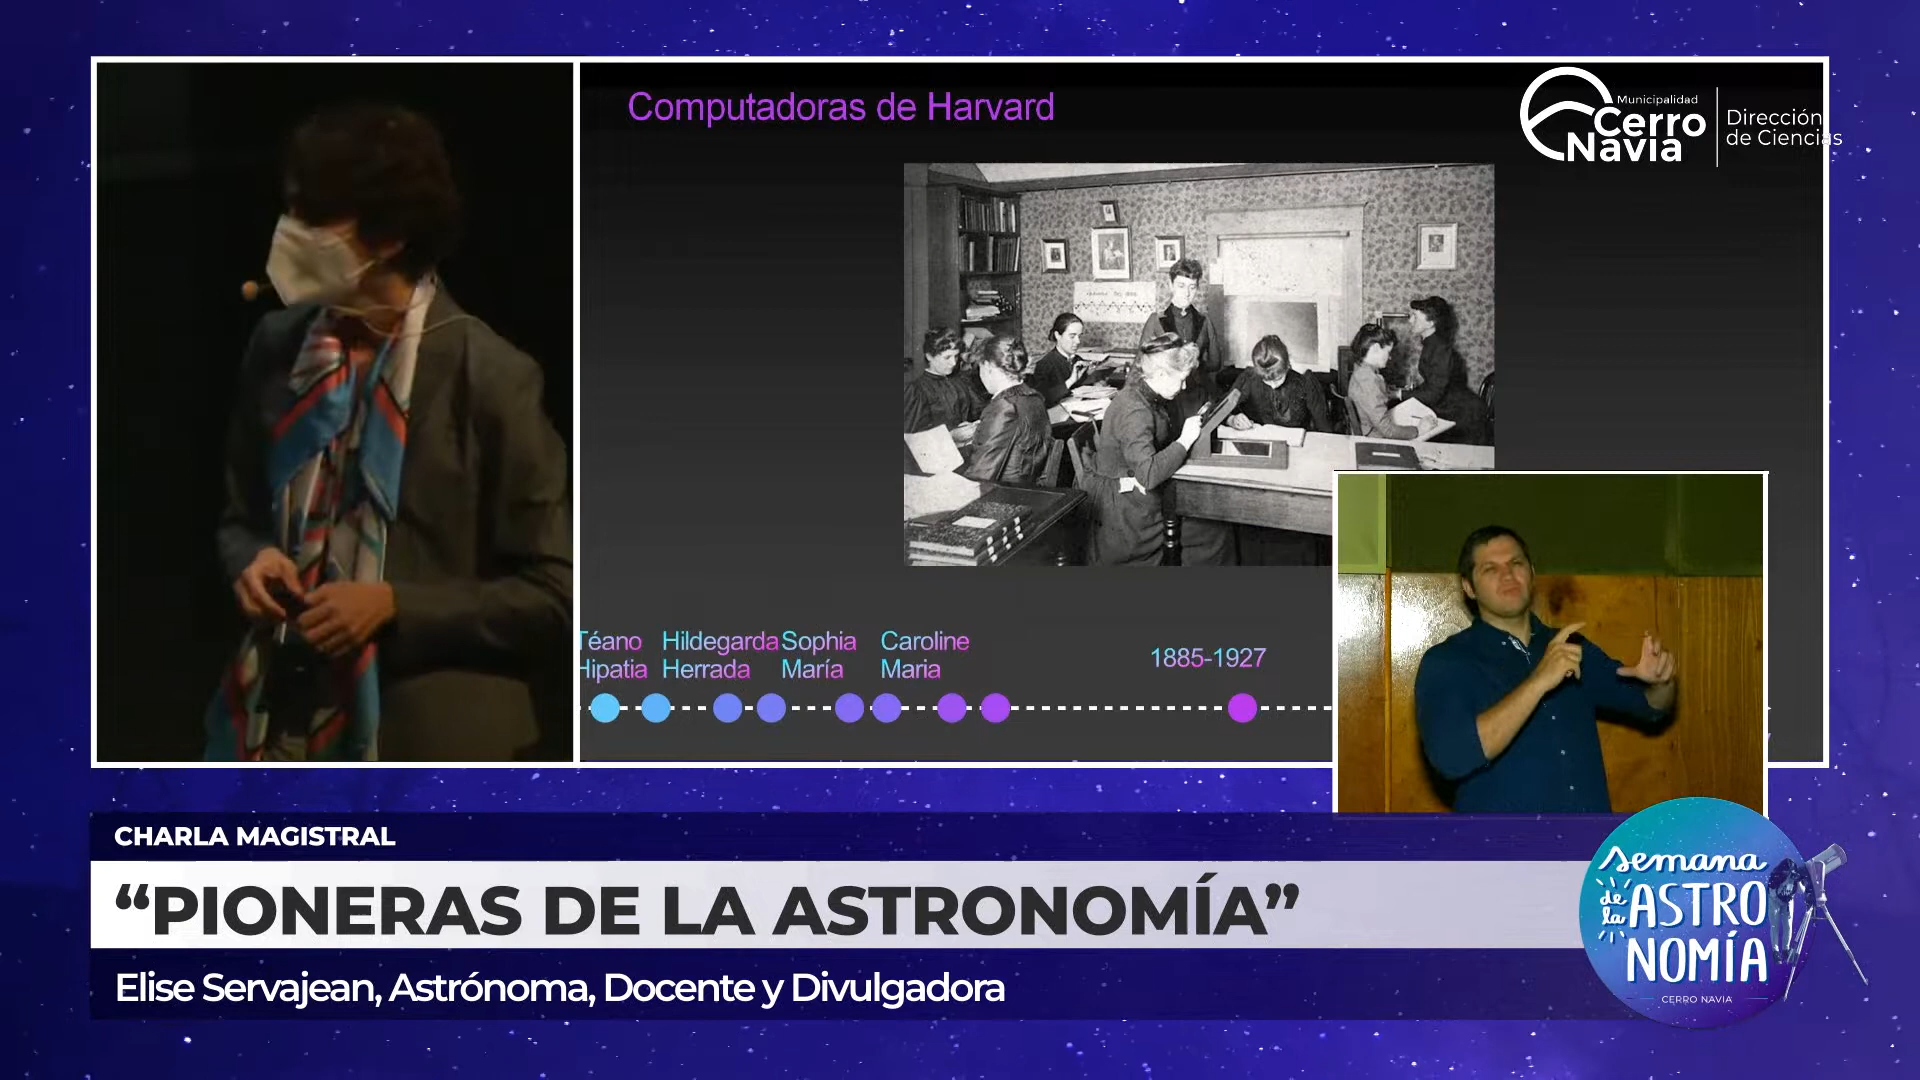 Computadoras de Harvard
Municipalidad
Cerro
Navia
Dirección
de Ciencias
Téano
Hipatia
Hildegarda
Herrada
Sophia
María
Caroline
Maria
1885-1927
CHARLA MAGISTRAL
“PIONERAS DE LA ASTRONOMÍA”
Elise Servajean, Astrónoma, Docente y Divulgadora
Semana
de la
ASTRO
NOMÍA
CERRO NAVIA